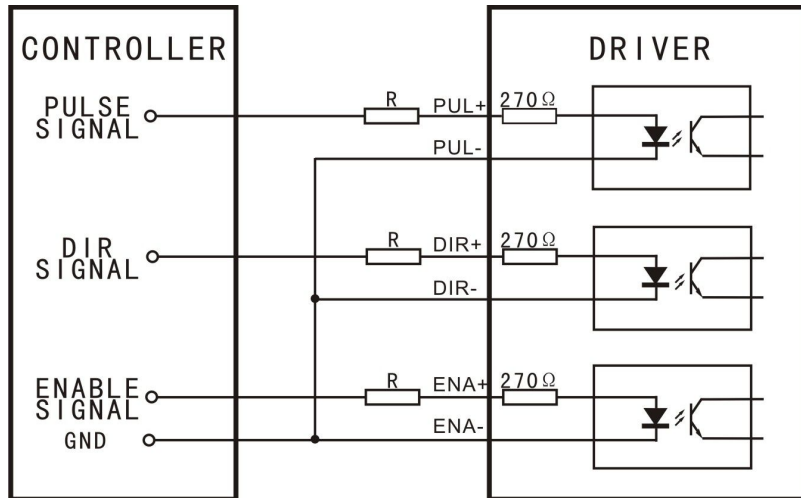 CONTROLLER
DRIVER
PULSE
SIGNAL
R
PUL+
270Ω
PUL-
DIR
SIGNAL
R
DIR+
270Ω
DIR-
ENABLE
SIGNAL
R
ENA+
270Ω
GND
ENA-